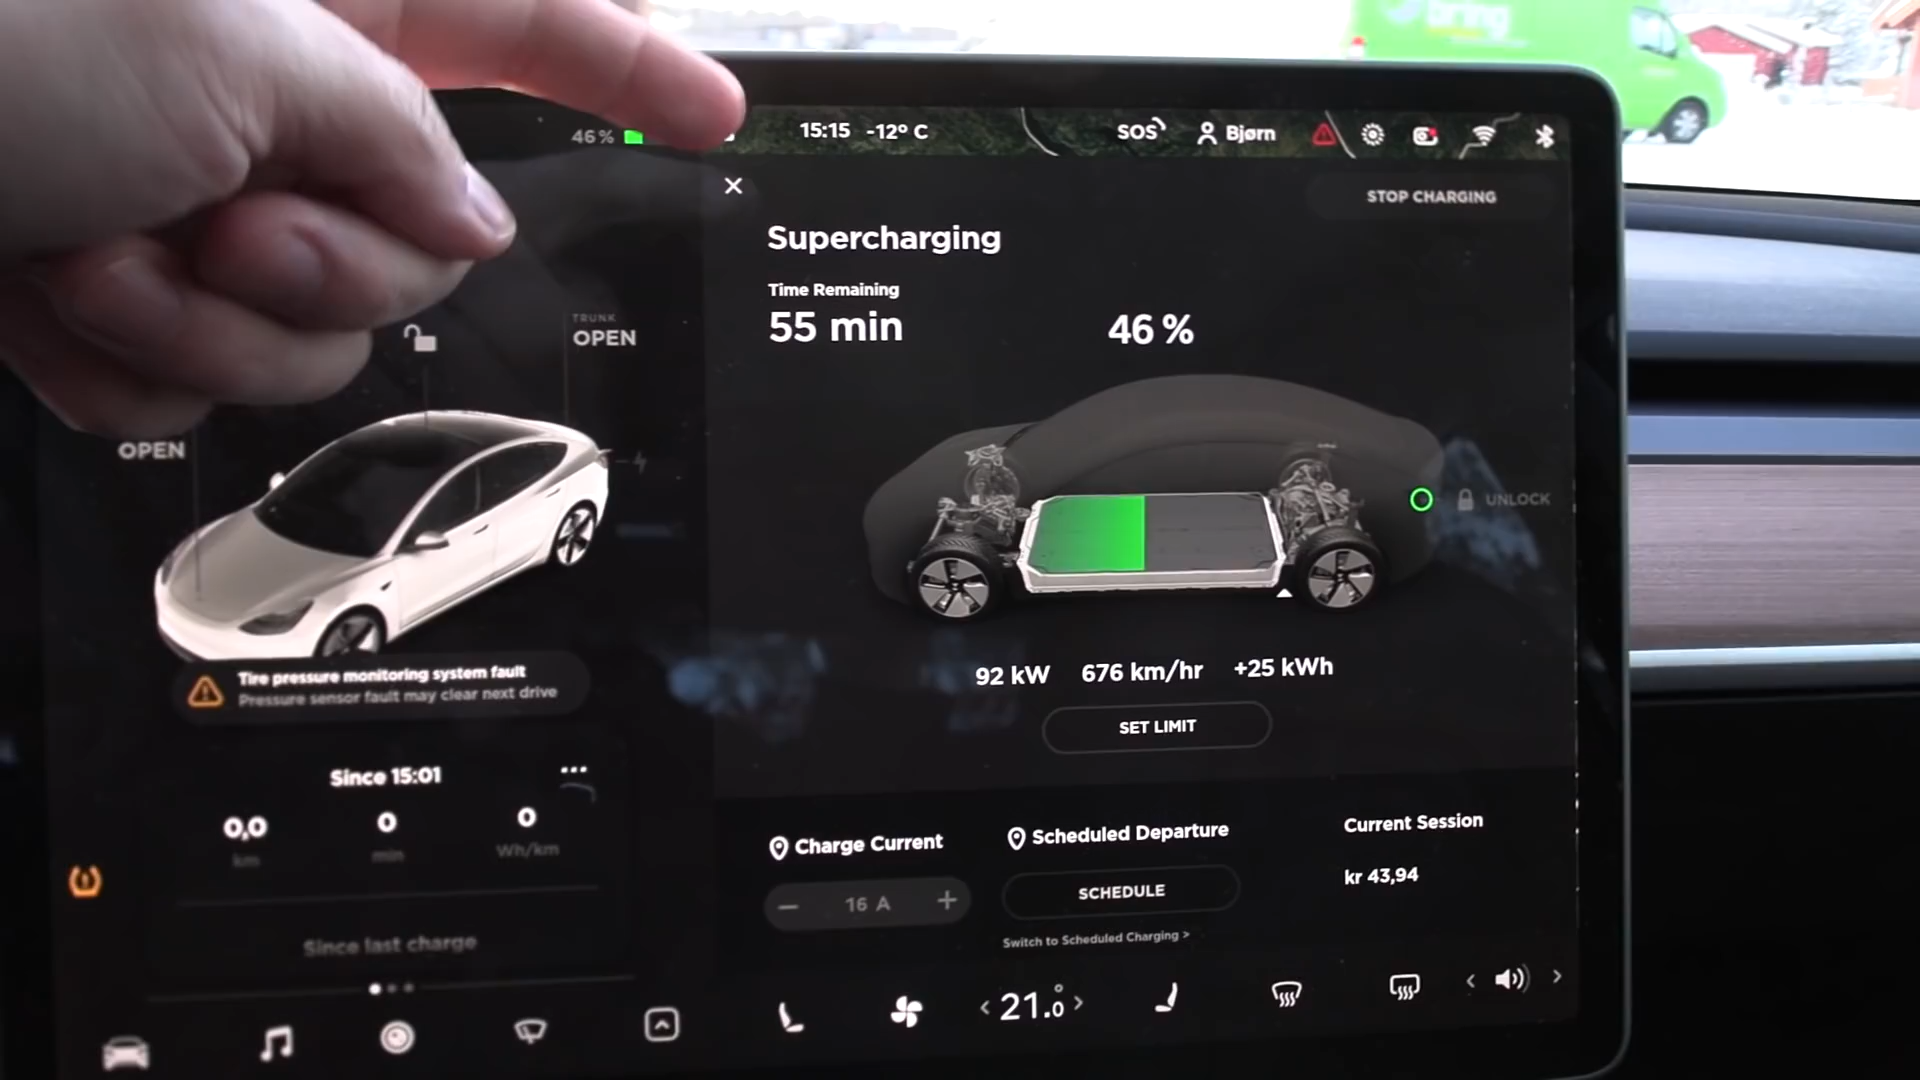 bring
46 %
15:15 -12° C
SOS
Bjørn
STOP CHARGING
Supercharging
Time Remaining
55 min
46 %
TRUNK
OPEN
OPEN
UNLOCK
92 kW 676 km/hr +25 kWh
SET LIMIT
Tire pressure monitoring system fault
Pressure sensor fault may clear next drive
Since 15:01
...
0,0 0 0
km min Wh/km
Since last charge
Charge Current
16 A
Scheduled Departure
SCHEDULE
Switch to Scheduled Charging >
Current Session
kr 43,94
21.0